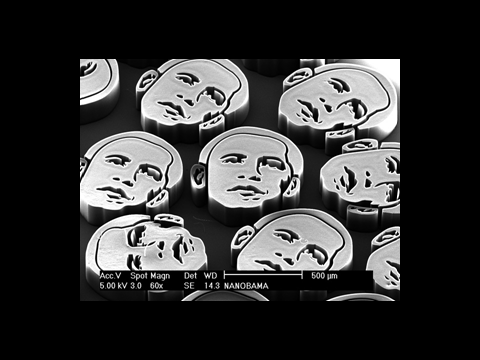 Acc.V Spot Magn Det WD 500 µm
5.00 kV 3.0 60x SE 14.3 NANOBAMA